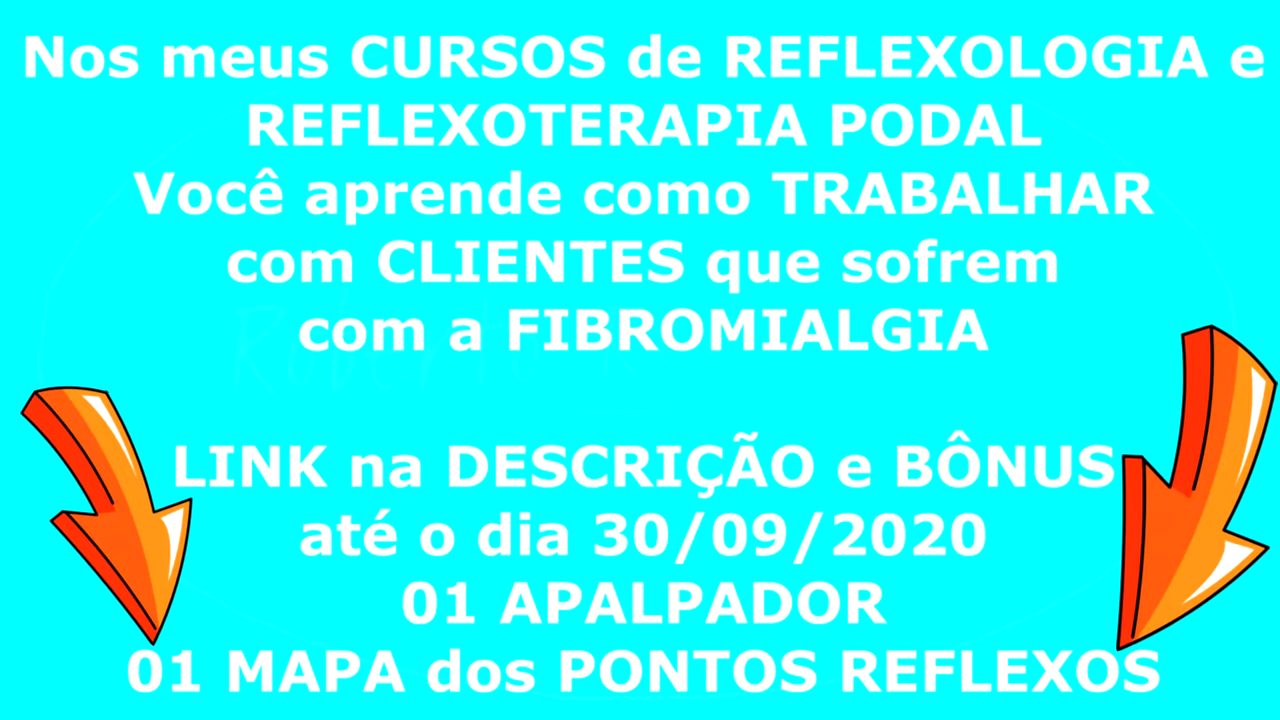 Nos meus CURSOS de REFLEXOLOGIA e
REFLEXOTERAPIA PODAL
Você aprende como TRABALHAR
com CLIENTES que sofrem
com a FIBROMIALGIA
LINK na DESCRIÇÃO e BÔNUS
até o dia 30/09/2020
01 APALPADOR
01 MAPA dos PONTOS REFLEXOS